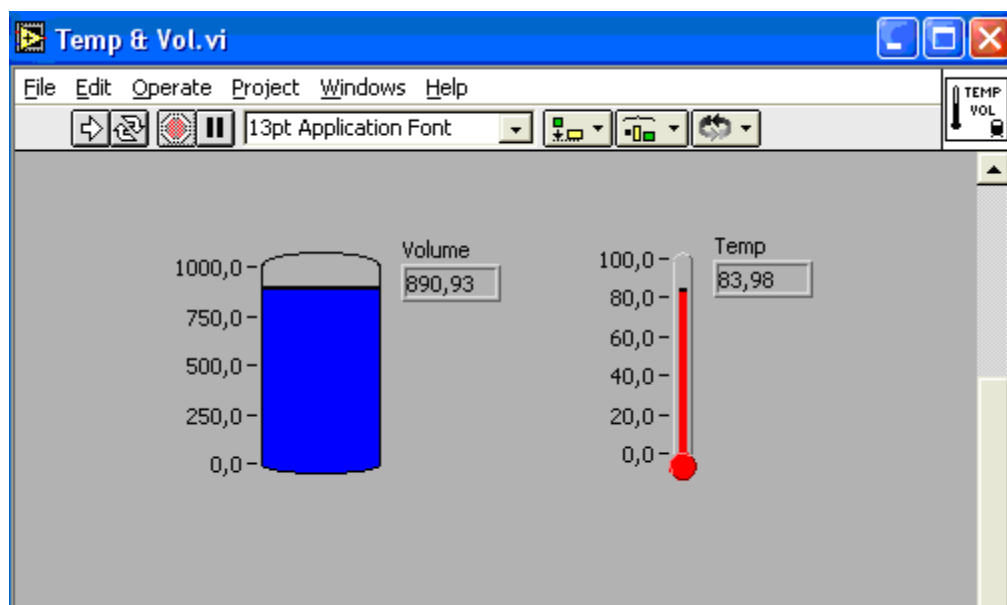 Temp & Vol.vi
File Edit Operate Project Windows Help
TEMP
VOL
13pt Application Font
Volume
890,93
1000,0
750,0
500,0
250,0
0,0
Temp
83,98
100,0
80,0
60,0
40,0
20,0
0,0